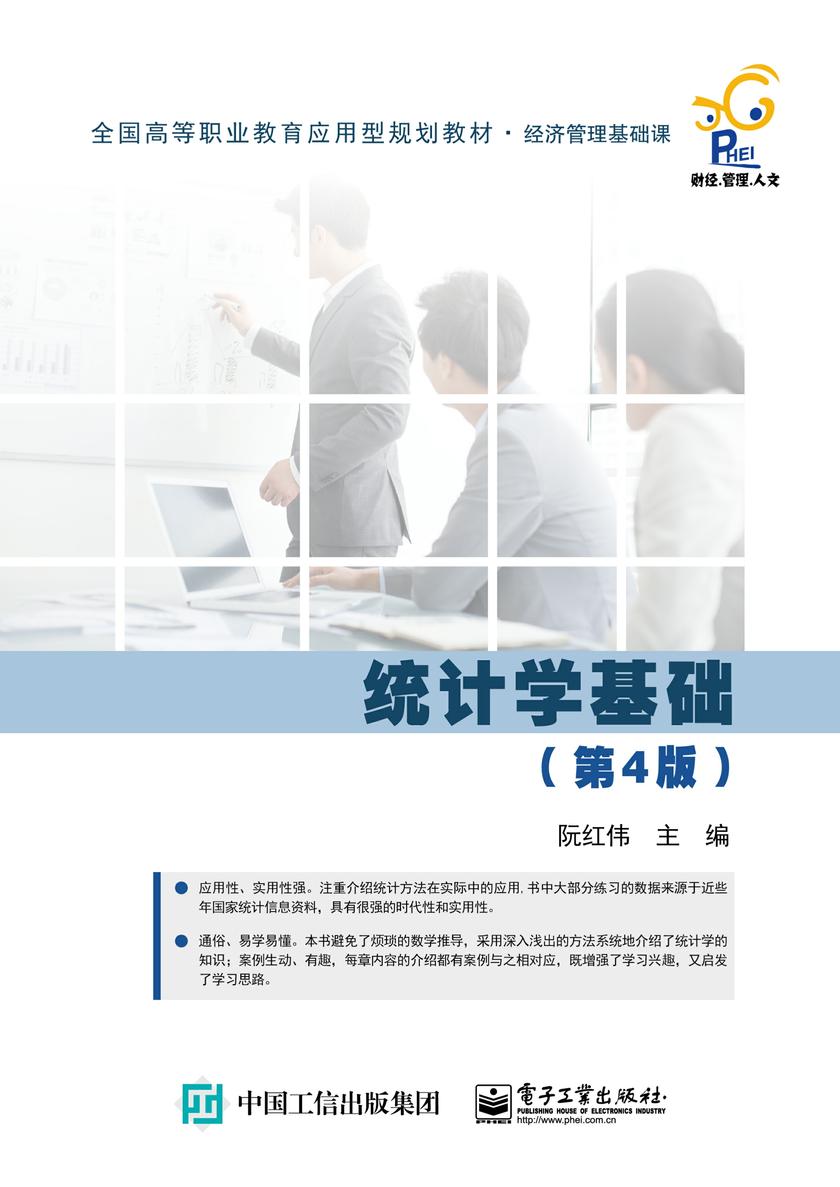 全国高等职业教育应用型规划教材·经济管理基础课
PHEI
财经.管理.人文
统计学基础
（第4版）
阮红伟 主 编
● 应用性、实用性强。注重介绍统计方法在实际中的应用,书中大部分练习的数据来源于近些
年国家统计信息资料，具有很强的时代性和实用性。
● 通俗、易学易懂。本书避免了烦琐的数学推导，采用深入浅出的方法系统地介绍了统计学的
知识；案例生动、有趣，每章内容的介绍都有案例与之相对应，既增强了学习兴趣，又启发
了学习思路。
中国工信出版集团
PHEI
電子工業出版社.
PUBLISHING HOUSE OF ELECTRONICS INDUSTRY
http://www.phei.com.cn